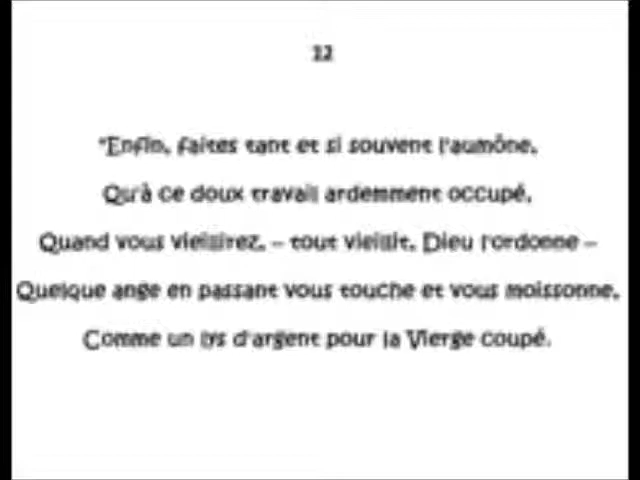 12
"Enfin, faites tant et si souvent l'aumône,
Qu'à ce doux travail ardemment occupé,
Quand vous vieillirez, – tout vieillit, Dieu l'ordonne –
Quelque ange en passant vous touche et vous moissonne,
Comme un lys d'argent pour la Vierge coupé.